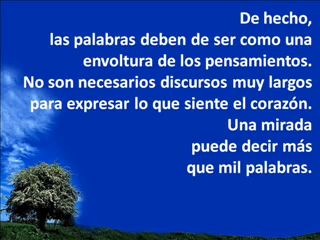 De hecho,
las palabras deben de ser como una
envoltura de los pensamientos.
No son necesarios discursos muy largos
para expresar lo que siente el corazón.
Una mirada
puede decir más
que mil palabras.